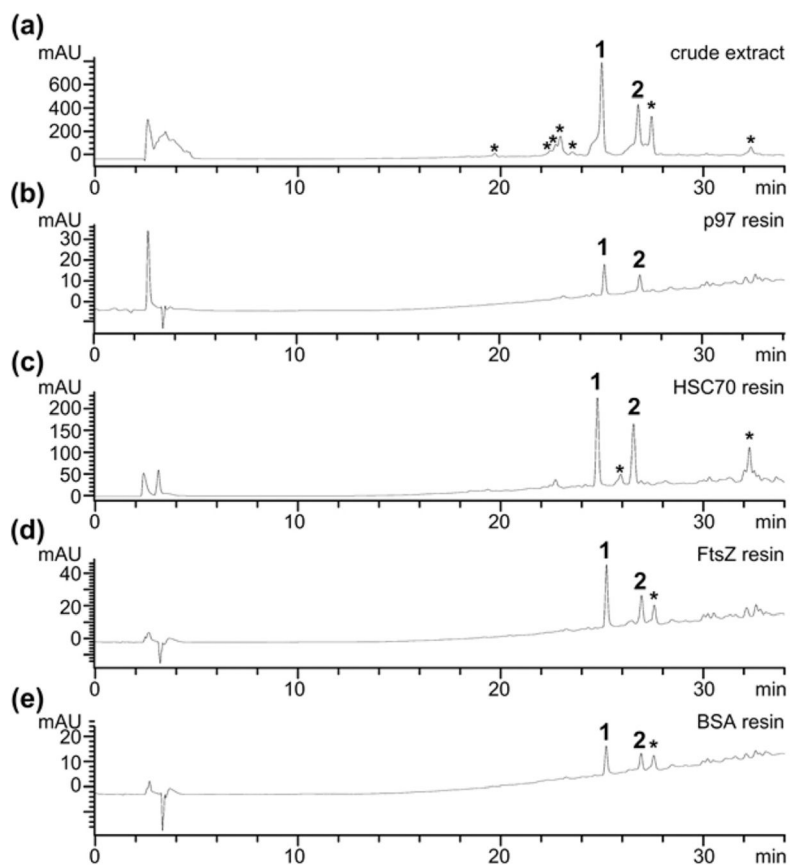 (a)
mAU
crude extract
600
400
200
0
* * * * * 1 2 * *
0 10 20 30 min
(b)
mAU
p97 resin
30
20
10
0
1 2
0 10 20 30 min
(c)
mAU
HSC70 resin
200
150
100
50
0
1 * 2 *
0 10 20 30 min
(d)
mAU
FtsZ resin
40
20
0
1 2 *
0 10 20 30 min
(e)
mAU
BSA resin
20
10
0
1 2 *
0 10 20 30 min